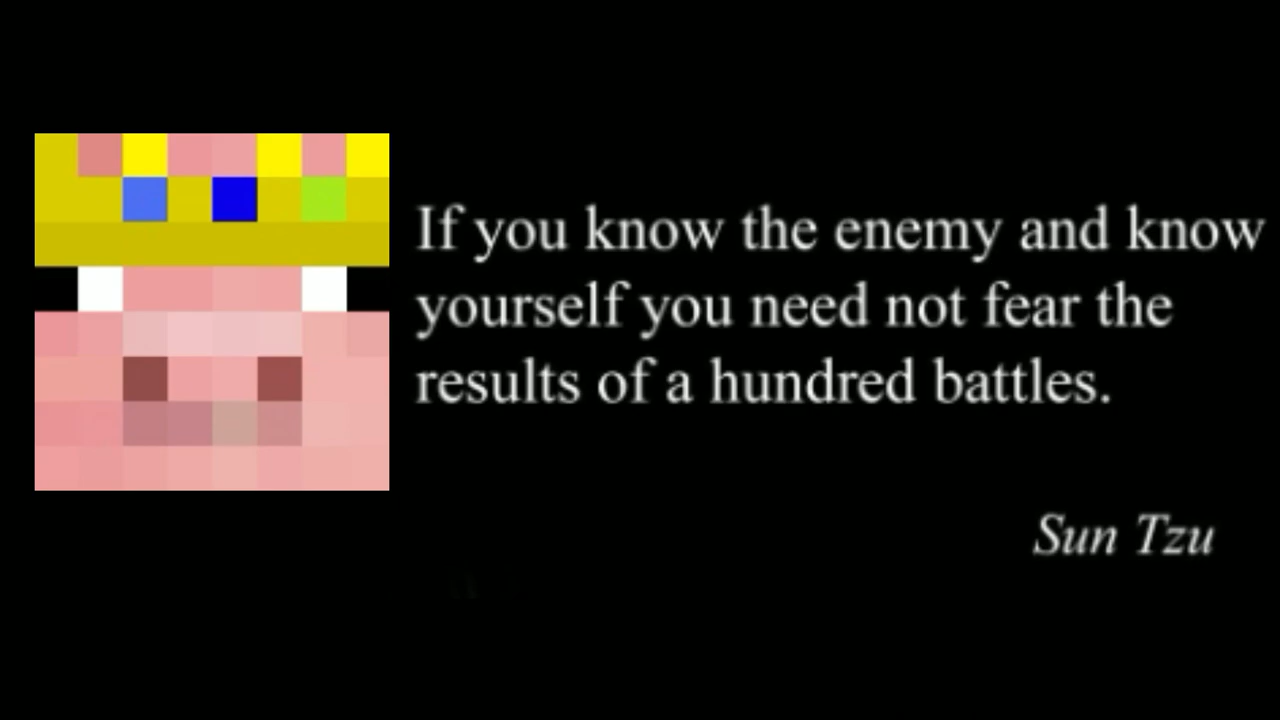 If you know the enemy and know
yourself you need not fear the
results of a hundred battles.
Sun Tzu